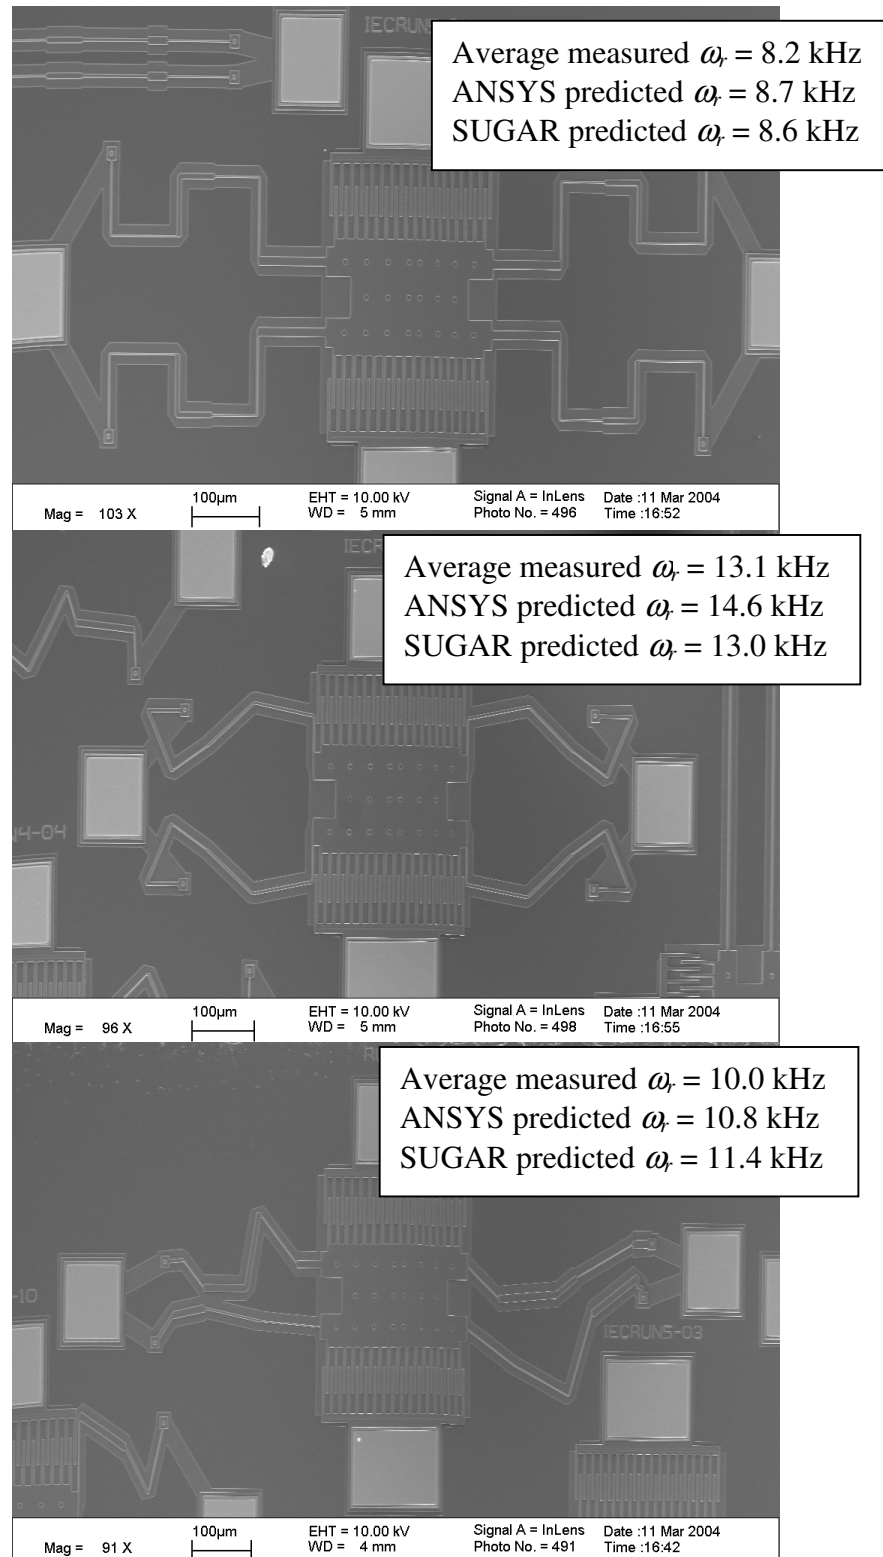 IECRUN5
Average measured ωr = 8.2 kHz
ANSYS predicted ωr = 8.7 kHz
SUGAR predicted ωr = 8.6 kHz
Mag = 103 X 100µm EHT = 10.00 kV WD = 5 mm Signal A = InLens Photo No. = 496 Date :11 Mar 2004 Time :16:52
Average measured ωr = 13.1 kHz
ANSYS predicted ωr = 14.6 kHz
SUGAR predicted ωr = 13.0 kHz
4-04
Mag = 96 X 100µm EHT = 10.00 kV WD = 5 mm Signal A = InLens Photo No. = 498 Date :11 Mar 2004 Time :16:55
Average measured ωr = 10.0 kHz
ANSYS predicted ωr = 10.8 kHz
SUGAR predicted ωr = 11.4 kHz
-10
IECRUN5-03
Mag = 91 X 100µm EHT = 10.00 kV WD = 4 mm Signal A = InLens Photo No. = 491 Date :11 Mar 2004 Time :16:42